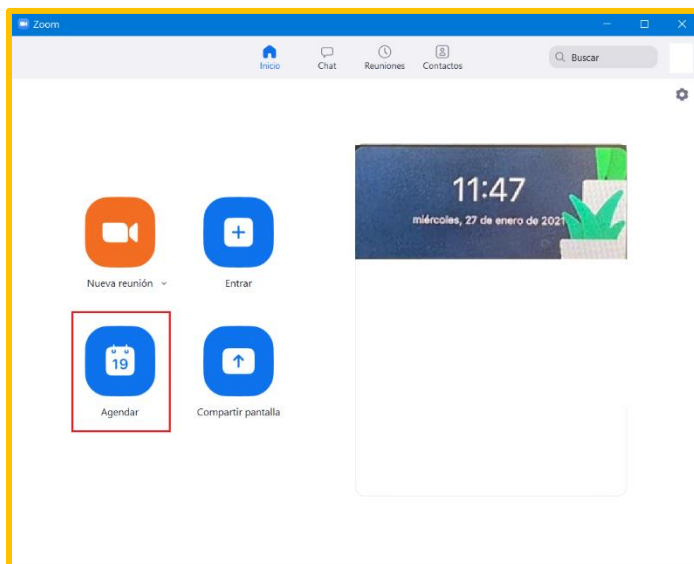 Zoom
Inicio
Chat
Reuniones
Contactos
Buscar
11:47
miércoles, 27 de enero de 2021
Nueva reunión
Entrar
19
Agendar
Compartir pantalla